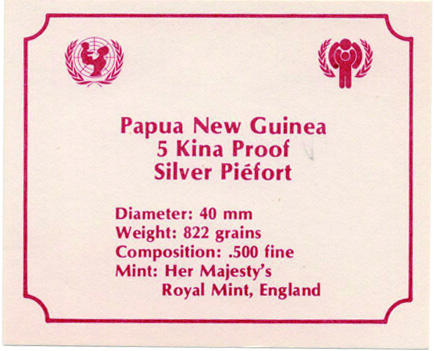 Papua New Guinea
5 Kina Proof
Silver Piéfort
Diameter: 40 mm
Weight: 822 grains
Composition: .500 fine
Mint: Her Majesty's
Royal Mint, England